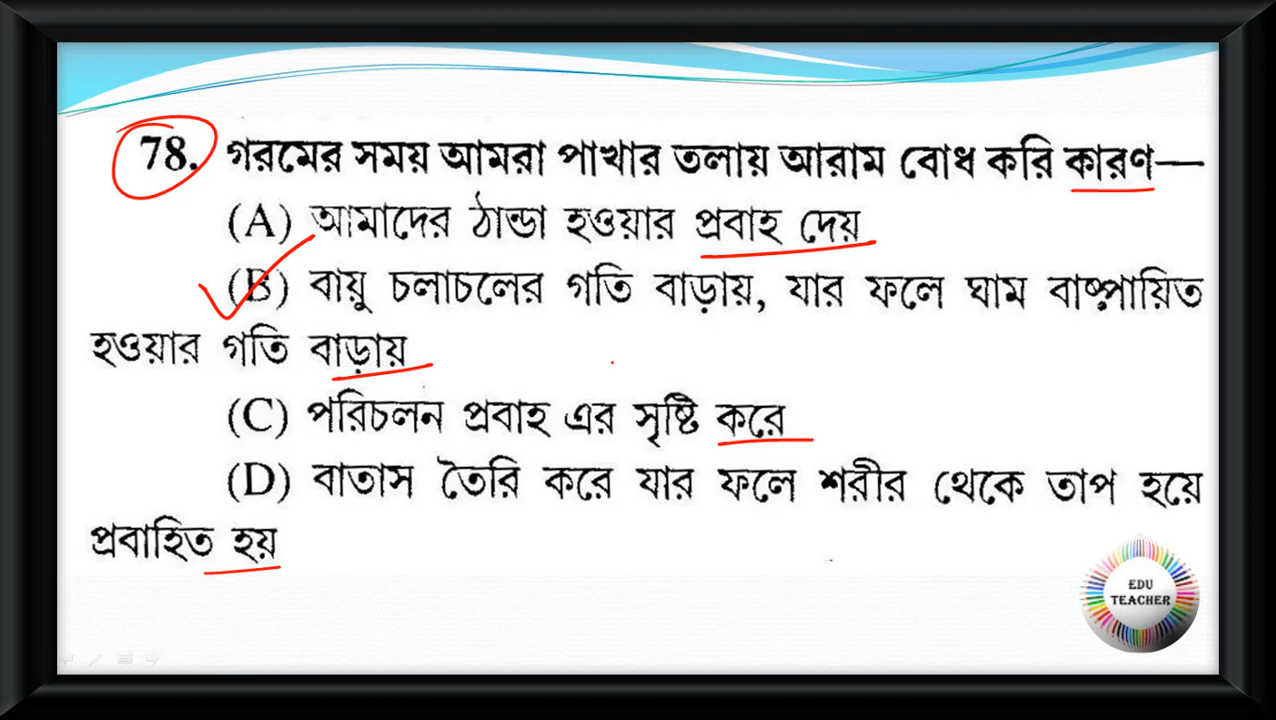 78. গরমের সময় আমরা পাখার তলায় আরাম বোধ করি কারণ—
(A) আমাদের ঠান্ডা হওয়ার প্রবাহ দেয়
(B) বায়ু চলাচলের গতি বাড়ায়, যার ফলে ঘাম বাষ্পায়িত
হওয়ার গতি বাড়ায়
(C) পরিচলন প্রবাহ এর সৃষ্টি করে
(D) বাতাস তৈরি করে যার ফলে শরীর থেকে তাপ হয়ে
প্রবাহিত হয়
EDU
TEACHER